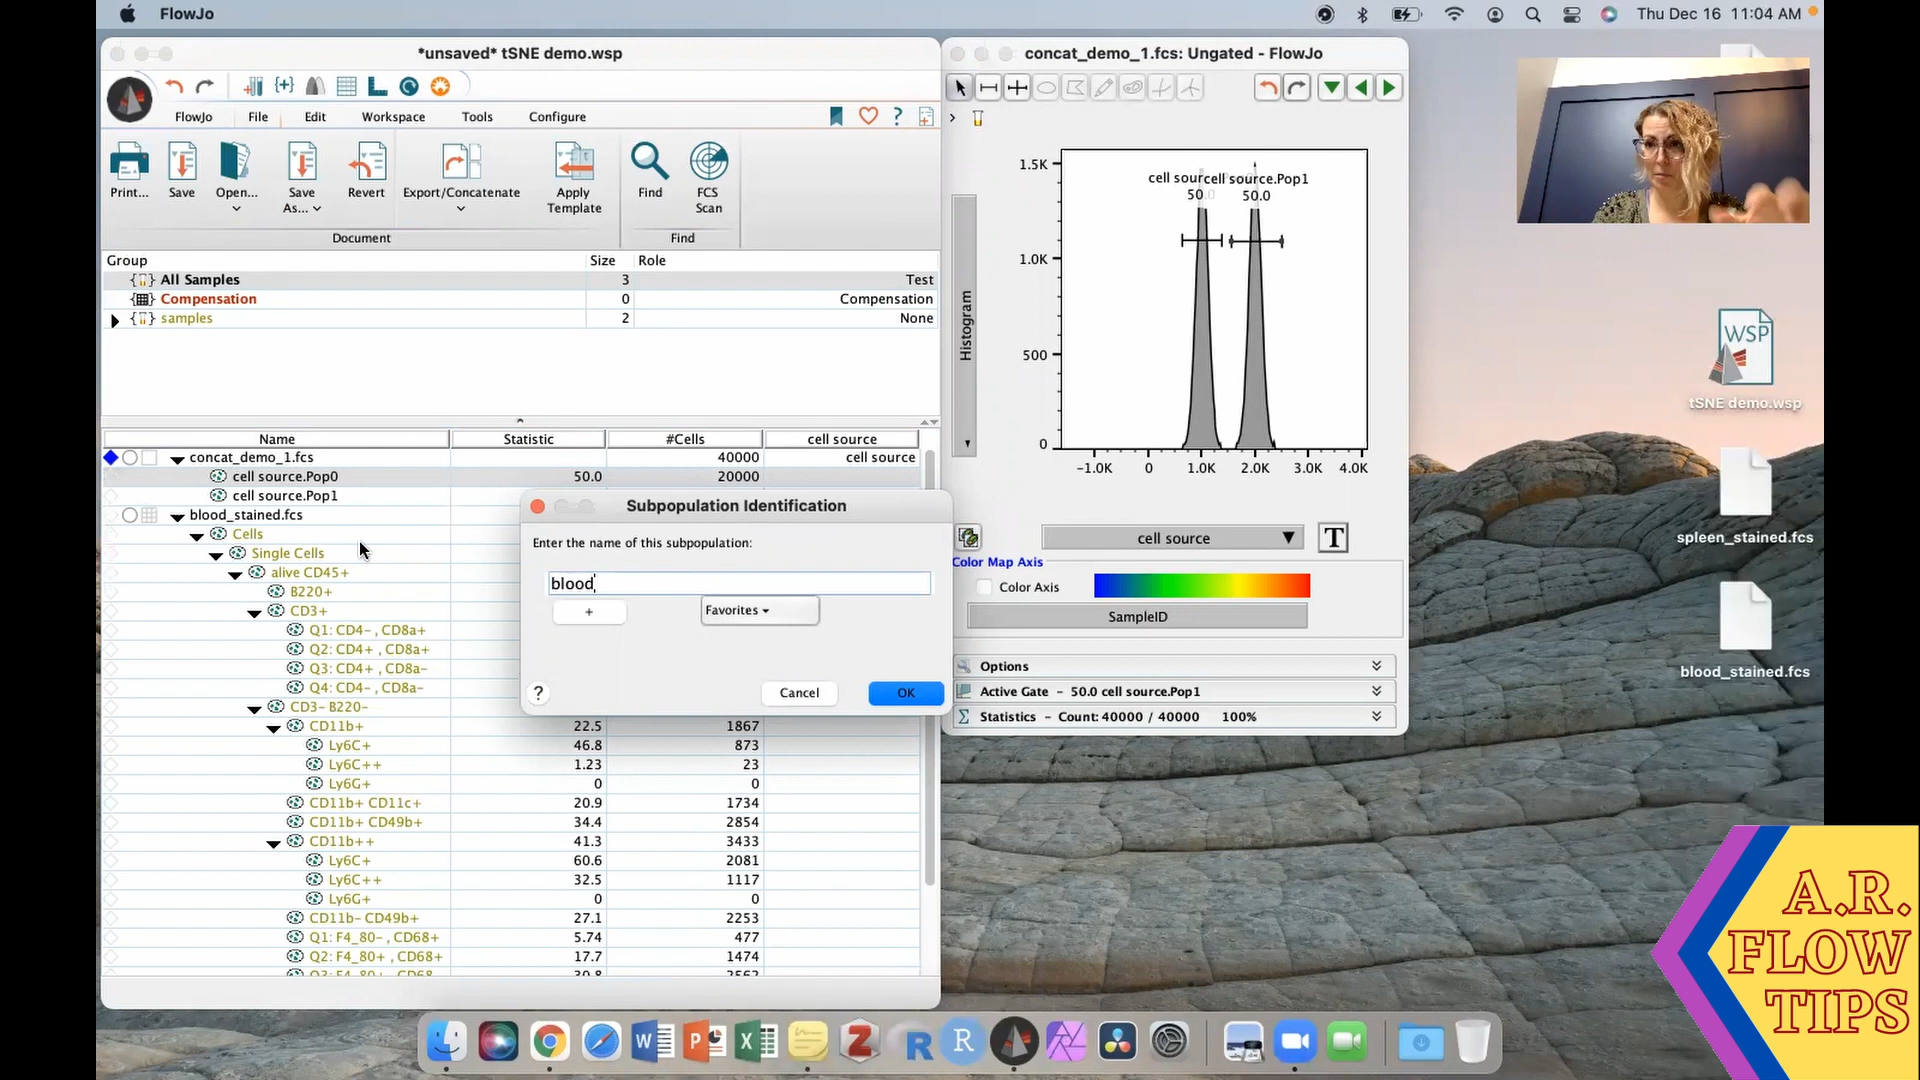 FlowJo
Thu Dec 16 11:04 AM
*unsaved* tSNE demo.wsp
FlowJo File Edit Workspace Tools Configure
Print... Save Open... Save As... Revert Export/Concatenate Apply Template Find FCS Scan
Document Find
Group Size Role
All Samples 3 Test
Compensation 0 Compensation
samples 2 None
Name Statistic #Cells cell source
concat_demo_1.fcs 40000 cell source
cell source.Pop0 50.0 20000
cell source.Pop1
blood_stained.fcs
Cells
Single Cells
alive CD45+
B220+
CD3+
Q1: CD4- , CD8a+
Q2: CD4+ , CD8a+
Q3: CD4+ , CD8a-
Q4: CD4- , CD8a-
CD3- B220-
CD11b+ 22.5 1867
Ly6C+ 46.8 873
Ly6C++ 1.23 23
Ly6G+ 0 0
CD11b+ CD11c+ 20.9 1734
CD11b+ CD49b+ 34.4 2854
CD11b++ 41.3 3433
Ly6C+ 60.6 2081
Ly6C++ 32.5 1117
Ly6G+ 0 0
CD11b- CD49b+ 27.1 2253
Q1: F4_80- , CD68+ 5.74 477
Q2: F4_80+ , CD68+ 17.7 1474
Subpopulation Identification
Enter the name of this subpopulation:
blood
+ Favorites
? Cancel OK
concat_demo_1.fcs: Ungated - FlowJo
Histogram
1.5K
1.0K
500
0
cell source.Pop1
50.0
-1.0K 0 1.0K 2.0K 3.0K 4.0K
cell source T
Color Map Axis
Color Axis
SampleID
Options
Active Gate - 50.0 cell source.Pop1
Statistics - Count: 40000 / 40000 100%
WSP
tSNE demo.wsp
spleen_stained.fcs
blood_stained.fcs
A.R.
FLOW
TIPS